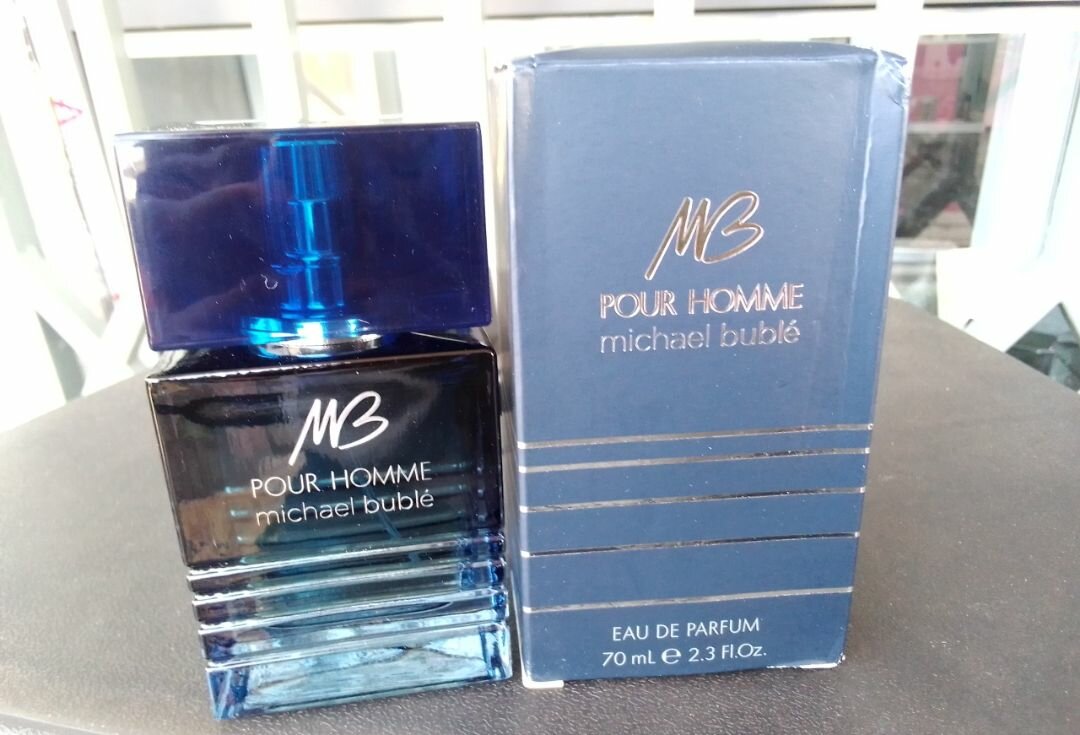 MB
POUR HOMME
michael bublé
MB
POUR HOMME
michael bublé
EAU DE PARFUM
70 mL e 2.3 Fl.Oz.